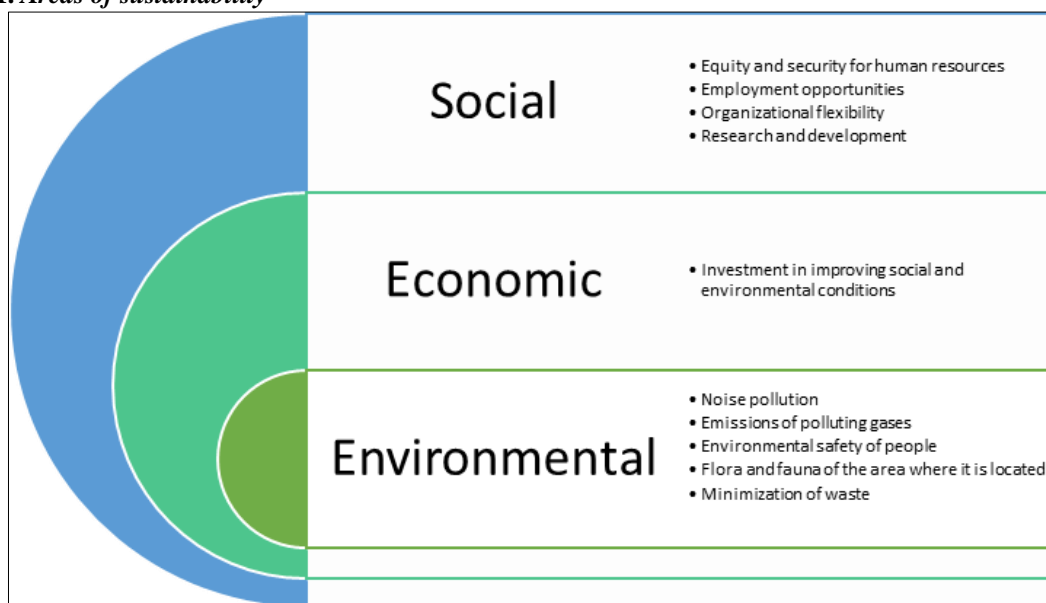 Areas of sustainability
Social
• Equity and security for human resources
• Employment opportunities
• Organizational flexibility
• Research and development
Economic
• Investment in improving social and
environmental conditions
Environmental
• Noise pollution
• Emissions of polluting gases
• Environmental safety of people
• Flora and fauna of the area where it is located
• Minimization of waste